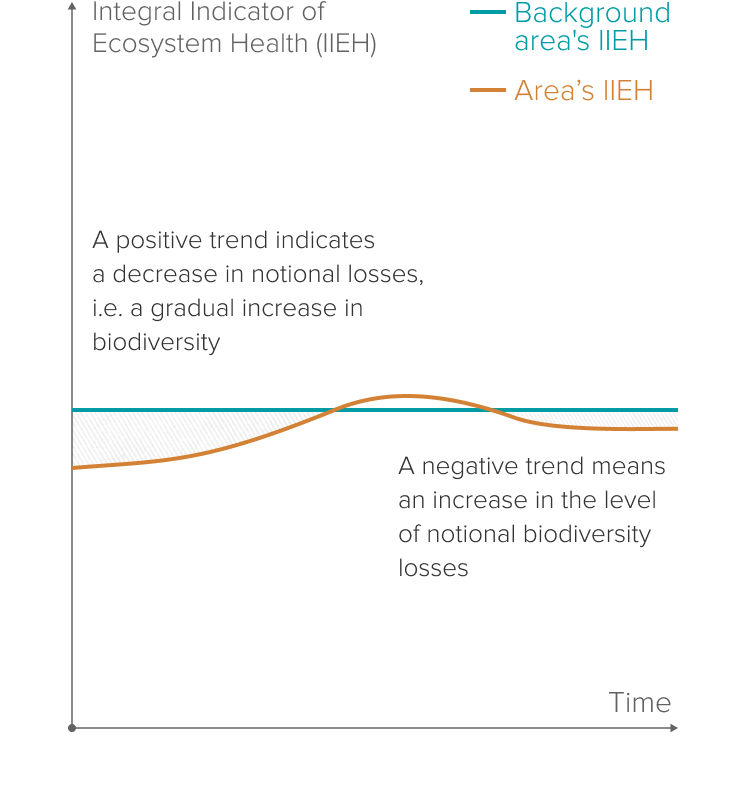 Integral Indicator of
Ecosystem Health (IIEH)
Background
area's IIEH
Area’s IIEH
A positive trend indicates
a decrease in notional losses,
i.e. a gradual increase in
biodiversity
A negative trend means
an increase in the level
of notional biodiversity
losses
Time